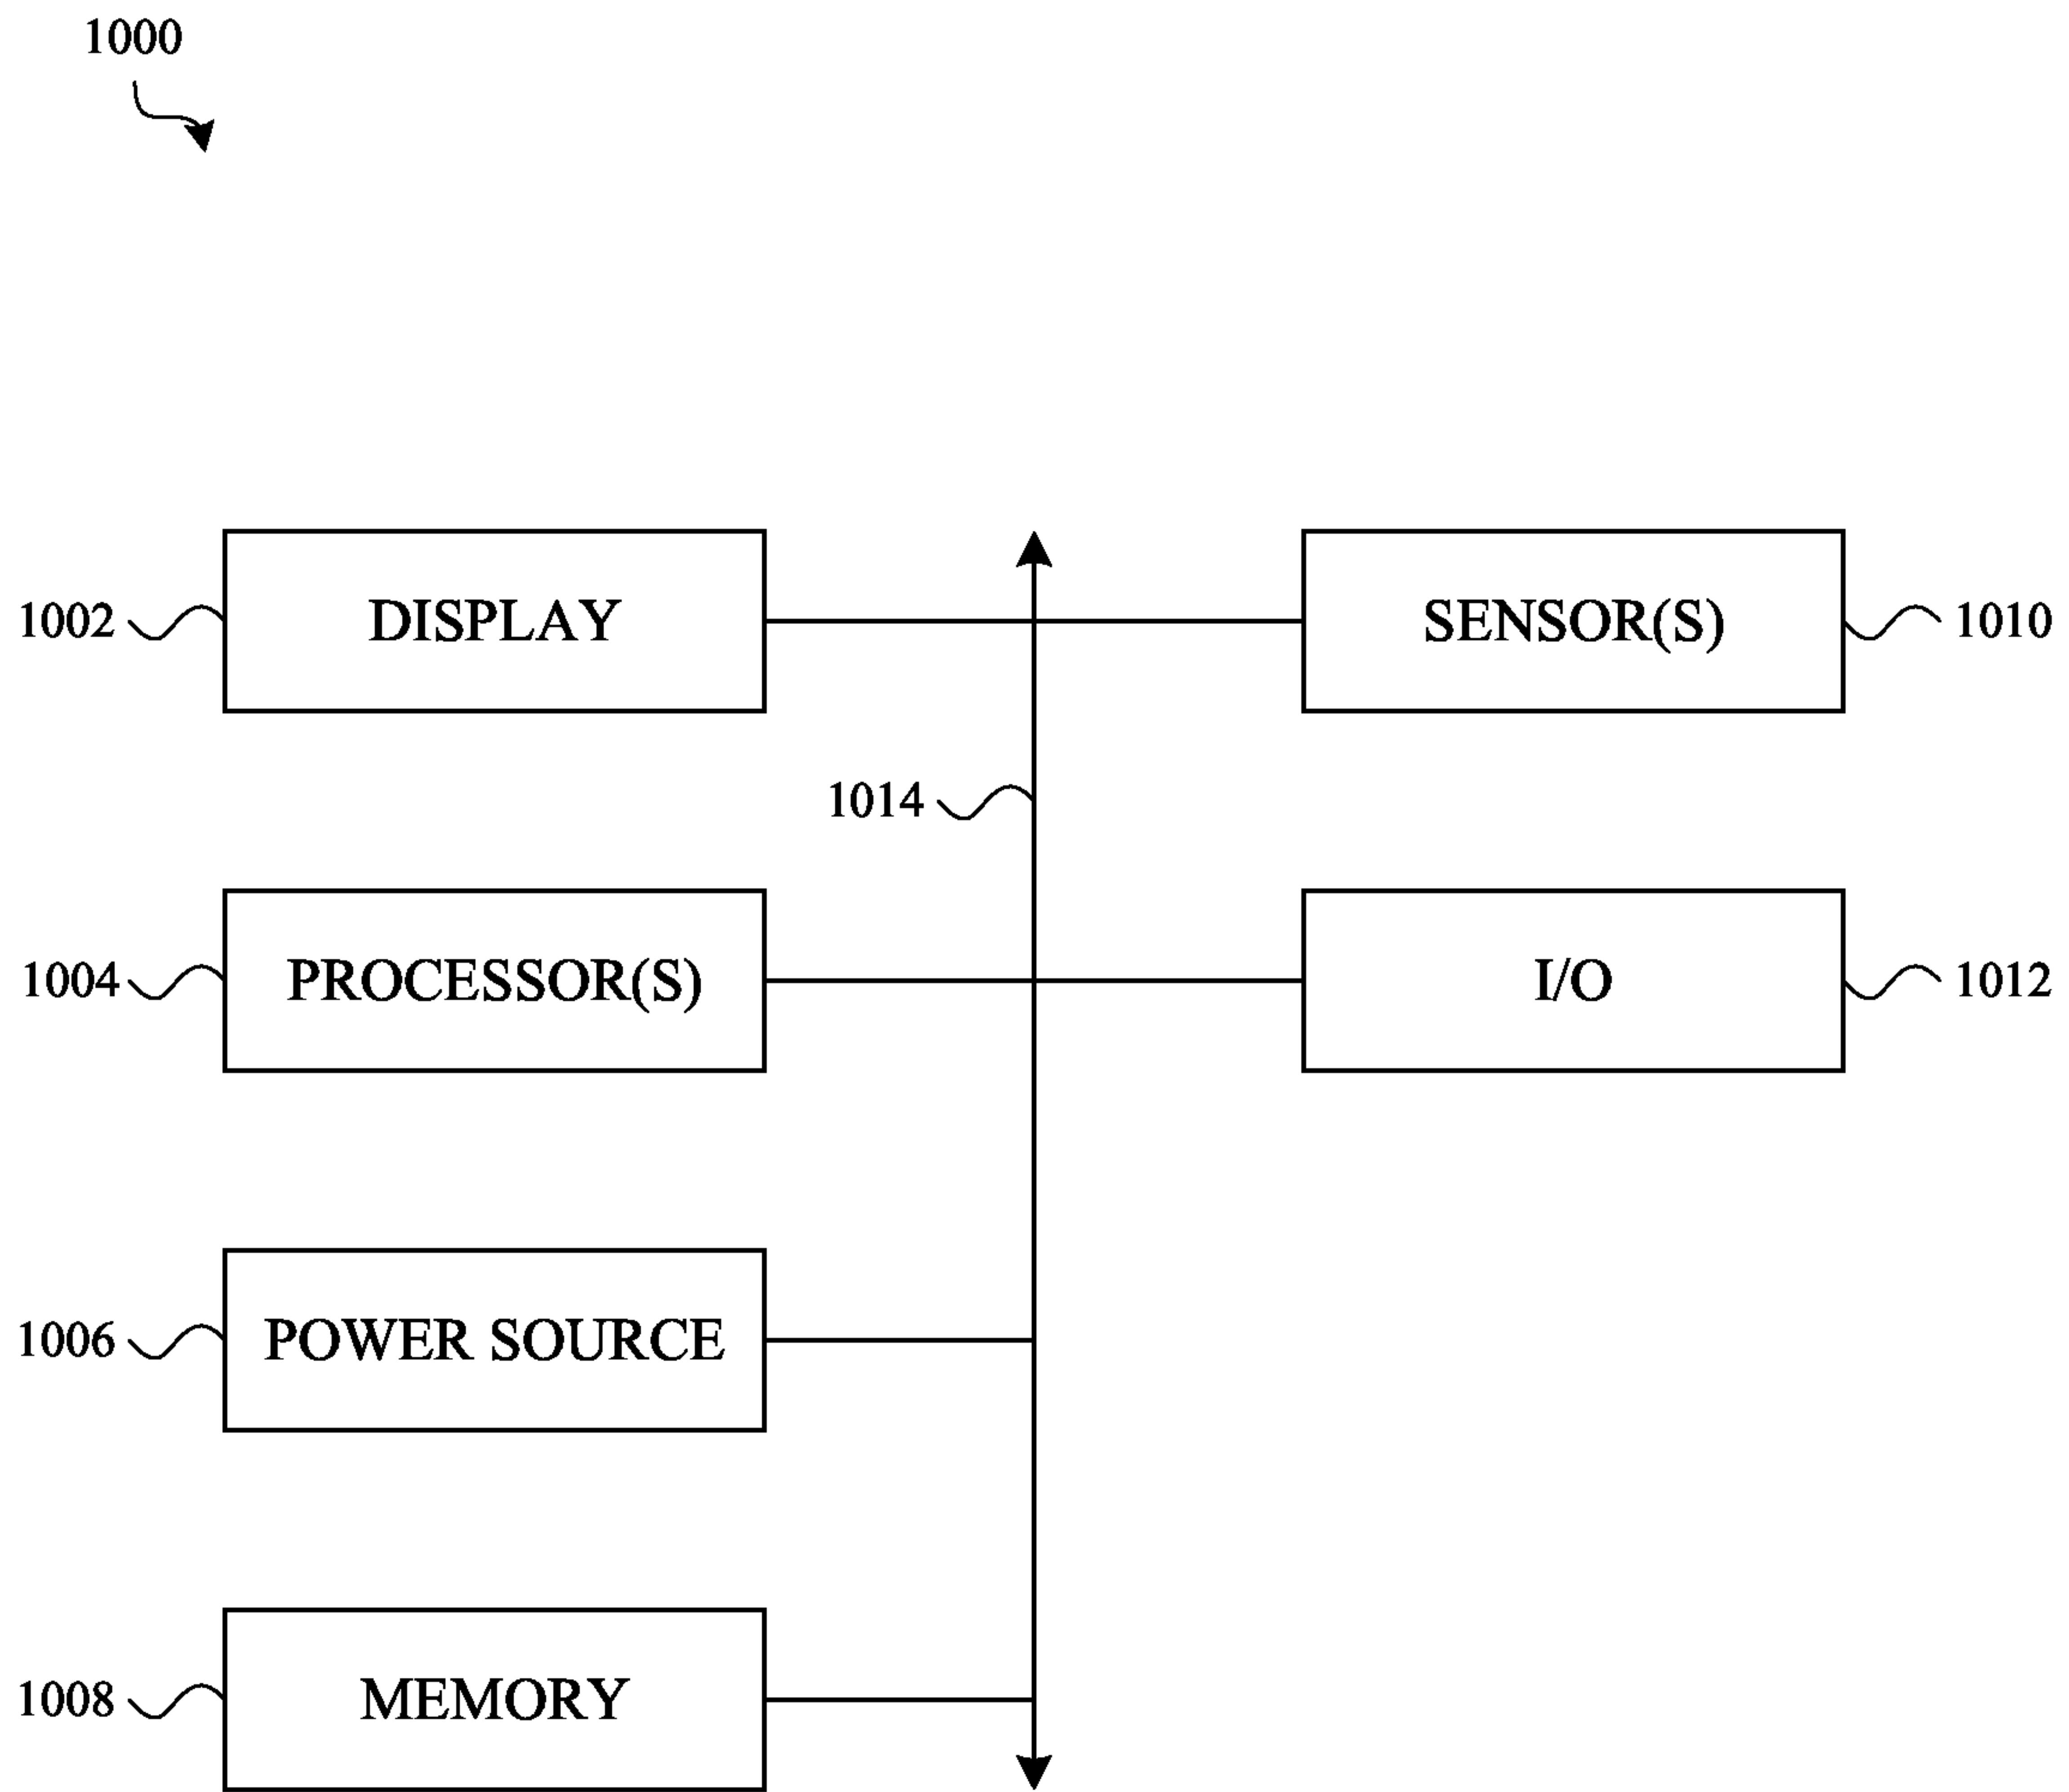 1000
1002 DISPLAY SENSOR(S) 1010
1014
1004 PROCESSOR(S) I/O 1012
1006 POWER SOURCE
1008 MEMORY